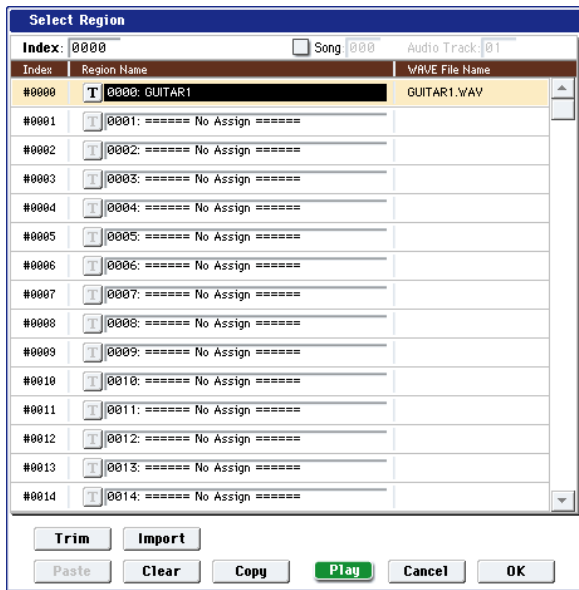 Select Region
Index: 0000 Song: 000 Audio Track: 01
Index Region Name WAVE File Name
#0000 T 0000: GUITAR1 GUITAR1.WAV
#0001 T 0001: ====== No Assign ======
#0002 T 0002: ====== No Assign ======
#0003 T 0003: ====== No Assign ======
#0004 T 0004: ====== No Assign ======
#0005 T 0005: ====== No Assign ======
#0006 T 0006: ====== No Assign ======
#0007 T 0007: ====== No Assign ======
#0008 T 0008: ====== No Assign ======
#0009 T 0009: ====== No Assign ======
#0010 T 0010: ====== No Assign ======
#0011 T 0011: ====== No Assign ======
#0012 T 0012: ====== No Assign ======
#0013 T 0013: ====== No Assign ======
#0014 T 0014: ====== No Assign ======
Trim Import
Paste Clear Copy Play Cancel OK